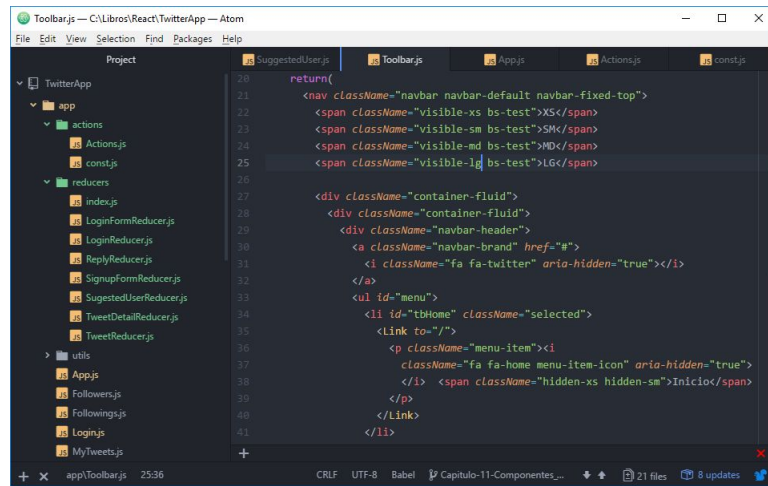 Toolbar.js — C:\Libros\React\TwitterApp — Atom
File Edit View Selection Find Packages Help
Project
SuggestedUser.js Toolbar.js App.js Actions.js const.js
TwitterApp
app
actions
Actions.js
const.js
reducers
index.js
LoginFormReducer.js
LoginReducer.js
ReplyReducer.js
SignupFormReducer.js
SugestedUserReducer.js
TweetDetailReducer.js
TweetReducer.js
utils
App.js
Followers.js
Followings.js
Login.js
MyTweets.js
20 return(
21 <nav className="navbar navbar-default navbar-fixed-top">
22 <span className="visible-xs bs-test">XS</span>
23 <span className="visible-sm bs-test">SM</span>
24 <span className="visible-md bs-test">MD</span>
25 <span className="visible-lg bs-test">LG</span>
26
27 <div className="container-fluid">
28 <div className="container-fluid">
29 <div className="navbar-header">
30 <a className="navbar-brand" href="#">
31 <i className="fa fa-twitter" aria-hidden="true"></i>
32 </a>
33 <ul id="menu">
34 <li id="tbHome" className="selected">
35 <Link to="/">
36 <p className="menu-item"><i
37 className="fa fa-home menu-item-icon" aria-hidden="true">
38 </i> <span className="hidden-xs hidden-sm">Inicio</span>
39 </p>
40 </Link>
41 </li>
app\Toolbar.js 25:36 CRLF UTF-8 Babel Capitulo-11-Componentes_... 21 files 8 updates